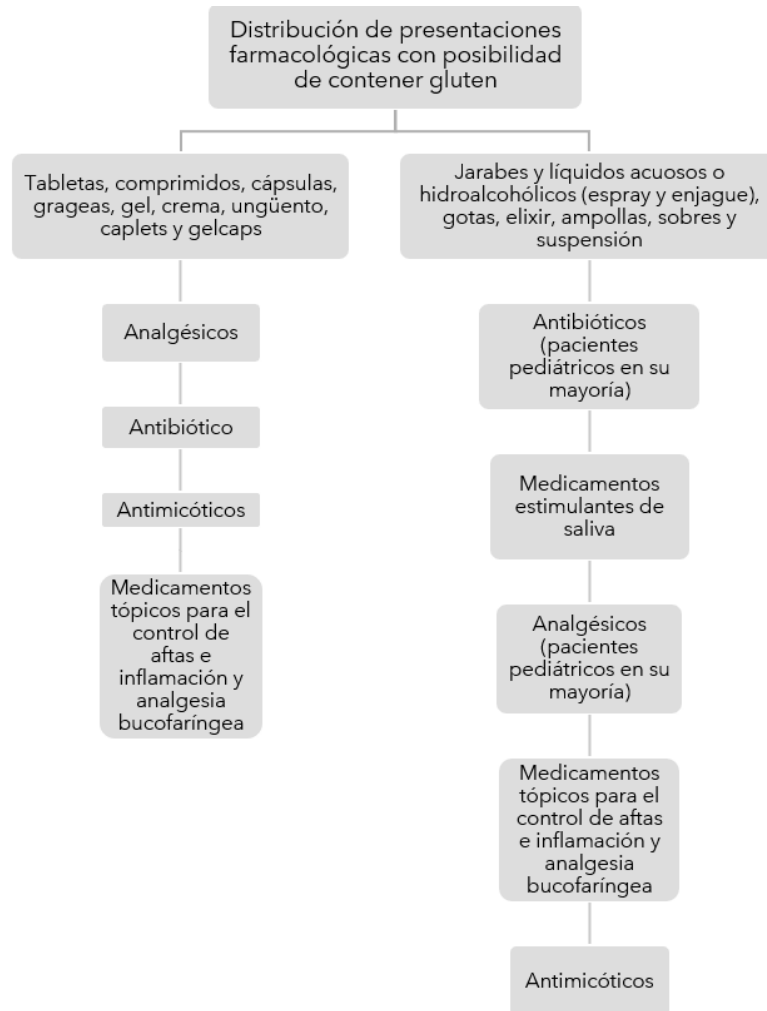 Distribución de presentaciones
farmacológicas con posibilidad
de contener gluten
Tabletas, comprimidos, cápsulas,
grageas, gel, crema, ungüento,
caplets y gelcaps
Analgésicos
Antibiótico
Antimicóticos
Medicamentos
tópicos para el
control de
aftas e
inflamación y
analgesia
bucofaríngea
Jarabes y líquidos acuosos o
hidroalcohólicos (espray y enjague),
gotas, elixir, ampollas, sobres y
suspensión
Antibióticos
(pacientes
pediátricos en su
mayoría)
Medicamentos
estimulantes de
saliva
Analgésicos
(pacientes
pediátricos en su
mayoría)
Medicamentos
tópicos para el
control de aftas
e inflamación y
analgesia
bucofaríngea
Antimicóticos